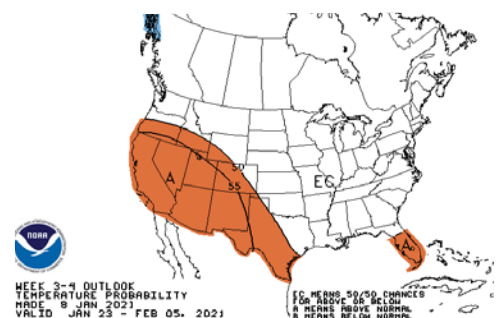 50
A
55
EC
A
NOAA
WEEK 3-4 OUTLOOK
TEMPERATURE PROBABILITY
MADE 8 JAN 2021
VALID JAN 23 - FEB 05, 2021
EC MEANS 50/50 CHANCES
FOR ABOVE OR BELOW
A MEANS ABOVE NORMAL
B MEANS BELOW NORMAL